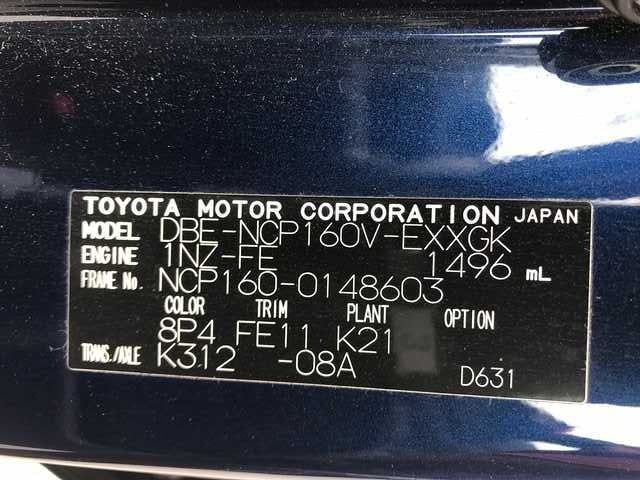 TOYOTA MOTOR CORPORATION JAPAN
MODEL DBE-NCP160V-EXXGK
ENGINE 1NZ-FE 1496 mL
FRAME No. NCP160-0148603
COLOR TRIM PLANT OPTION
8P4 FE11 K21
TRANS./AXLE K312 -08A D631